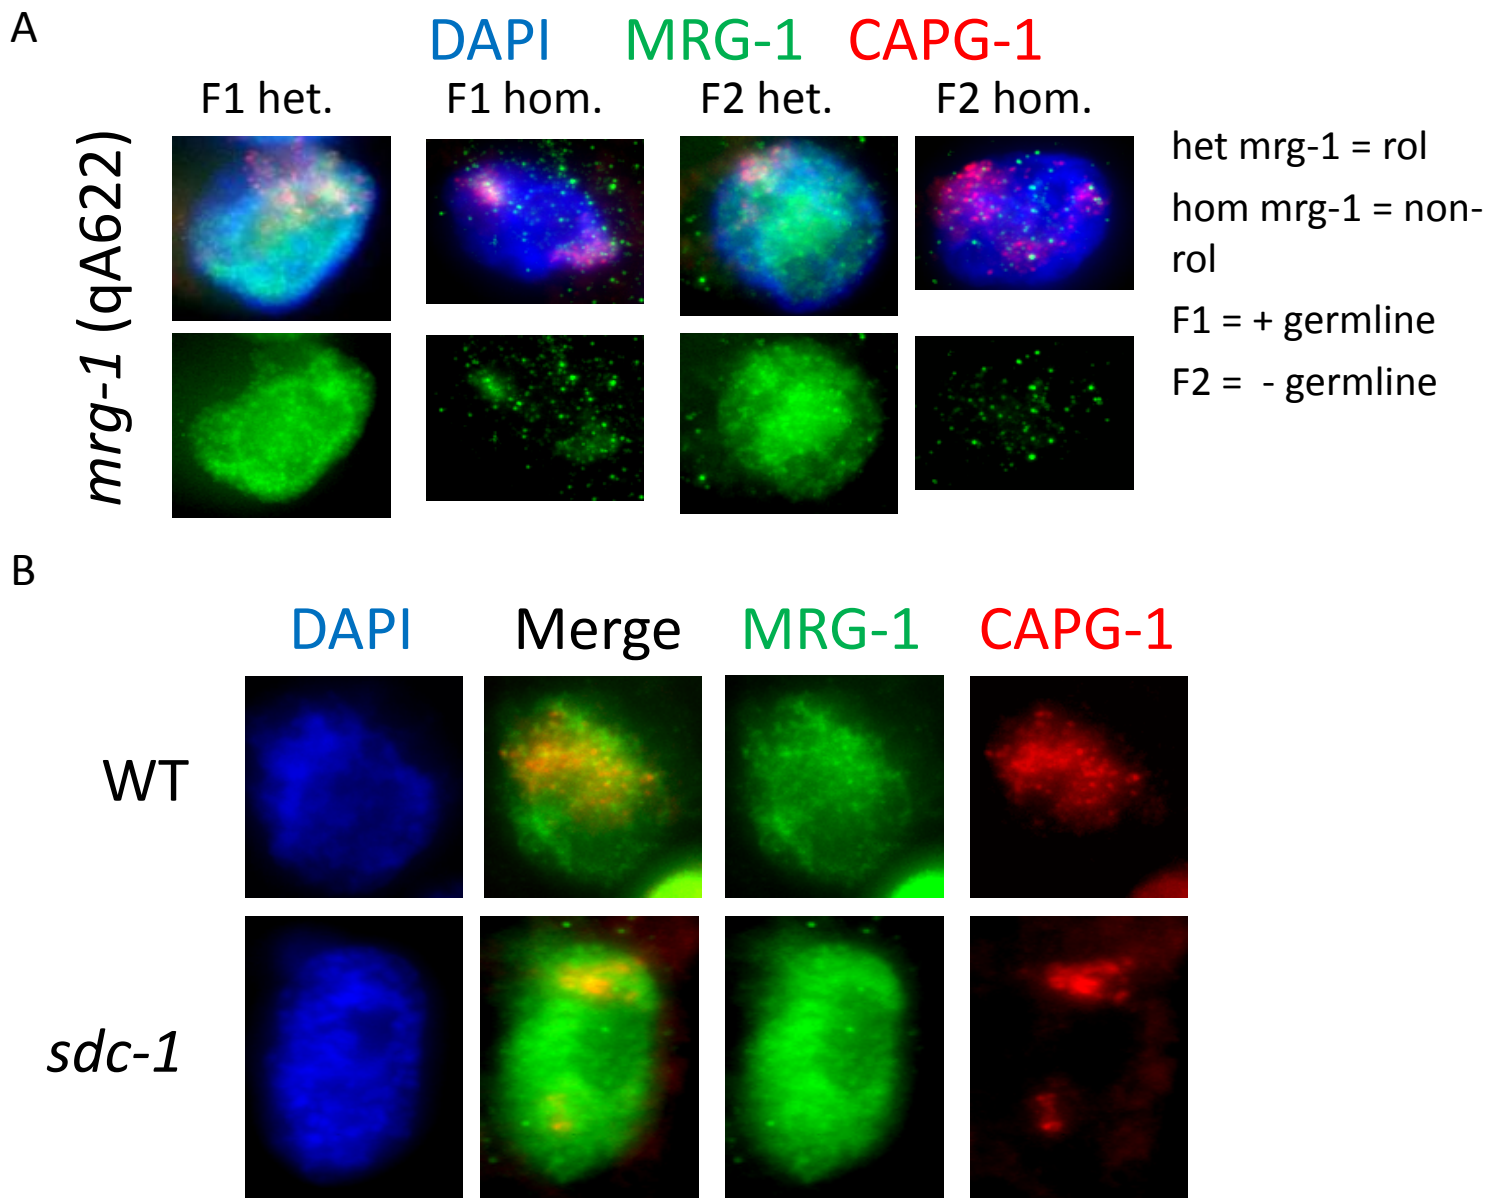 A
DAPI MRG-1 CAPG-1
F1 het. F1 hom. F2 het. F2 hom.
mrg-1 (qA622)
het mrg-1 = rol
hom mrg-1 = non-
rol
F1 = + germline
F2 = - germline
B
DAPI Merge MRG-1 CAPG-1
WT
sdc-1